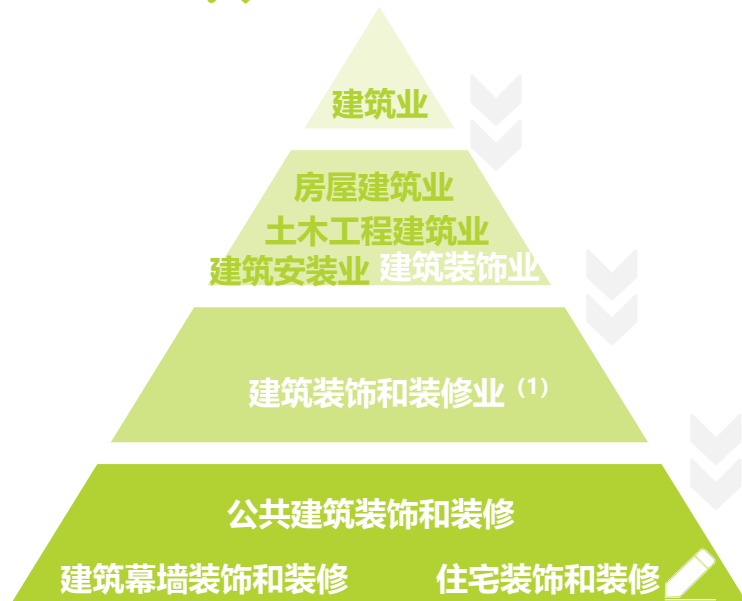 建筑业
房屋建筑业
土木工程建筑业
建筑安装业 建筑装饰业
建筑装饰和装修业（1）
公共建筑装饰和装修
建筑幕墙装饰和装修 住宅装饰和装修